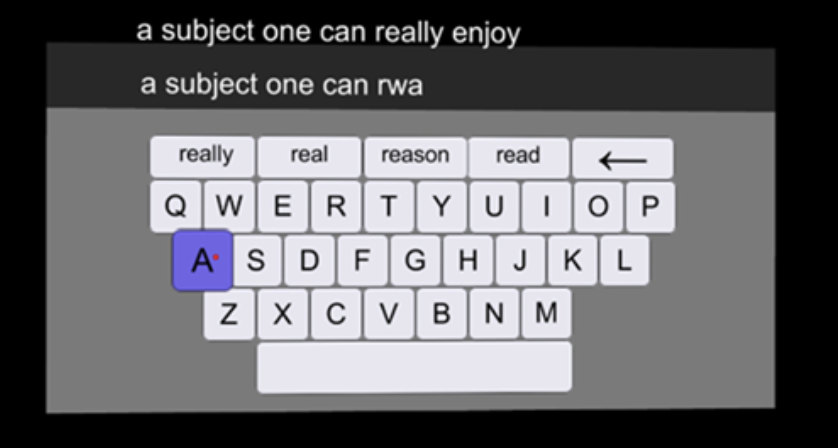 a subject one can really enjoy
a subject one can rwa
really real reason read ←
Q W E R T Y U I O P
A S D F G H J K L
Z X C V B N M